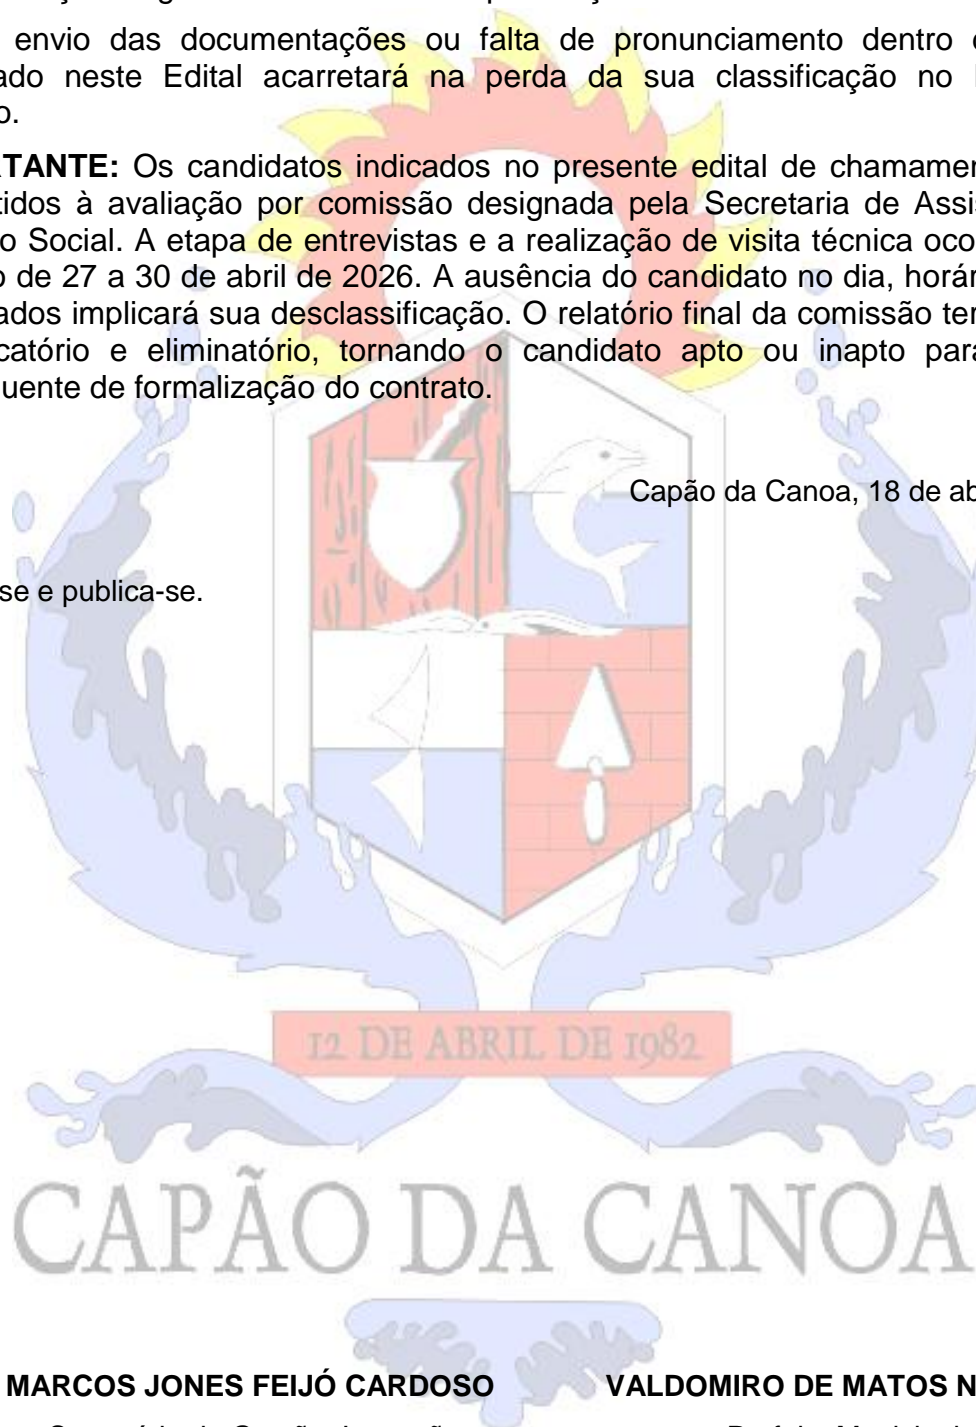 envio das documentações ou falta de pronunciamento dentro
ado neste Edital acarretará na perda da sua classificação no
o.
TANTE: Os candidatos indicados no presente edital de chamamen
tidos à avaliação por comissão designada pela Secretaria de Assis
o Social. A etapa de entrevistas e a realização de visita técnica oco
o de 27 a 30 de abril de 2026. A ausência do candidato no dia, horár
ados implicará sua desclassificação. O relatório final da comissão ter
catório e eliminatório, tornando o candidato apto ou inapto para
uente de formalização do contrato.
Capão da Canoa, 18 de ab
se e publica-se.
12 DE ABRIL DE 1982
CAPÃO DA CANOA
MARCOS JONES FEIJÓ CARDOSO VALDOMIRO DE MATOS N